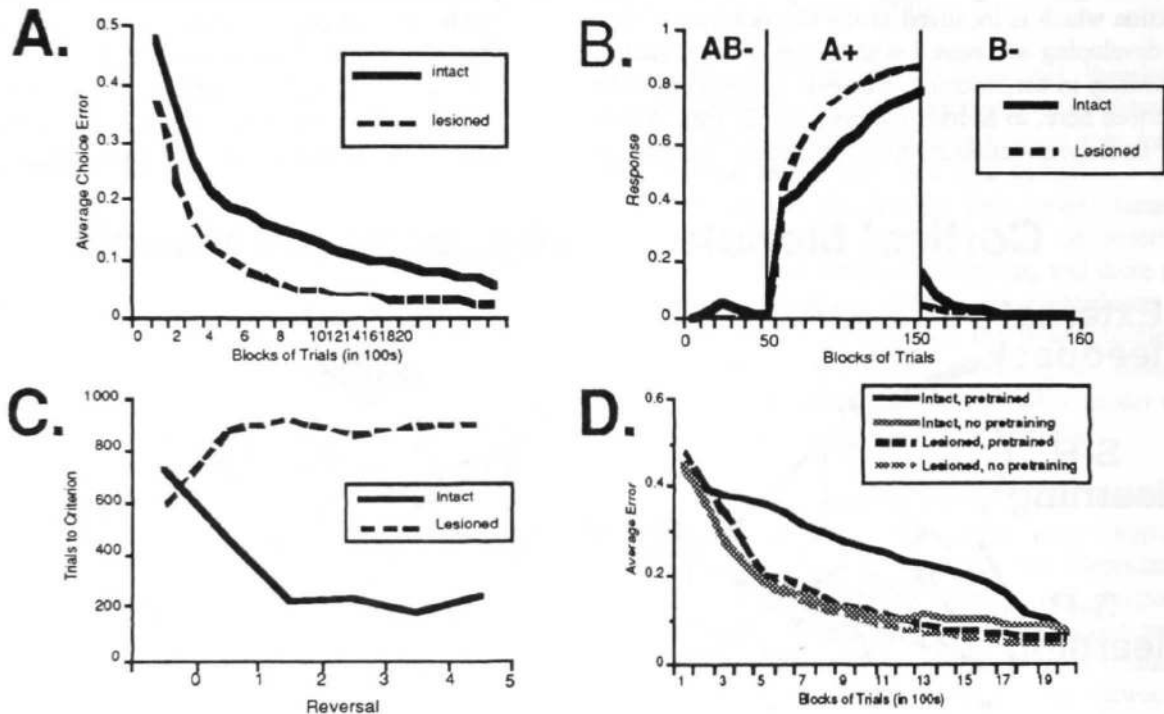 A.
0.5
0.4
0.3
0.2
0.1
0
Average Choice Error
intact
lesioned
2 4 6 8 101214161820
Blocks of Trials (in 100s)
B.
AB-
A+
B-
0.8
0.6
0.4
0.2
0
Response
Intact
Lesioned
0 50 150 160
Blocks of Trials
C.
1000
800
600
400
200
0
Trials to Criterion
Intact
Lesioned
0 1 2 3 4 5
Reversal
D.
Intact, pretrained
Intact, no pretraining
Lesioned, pretrained
Lesioned, no pretraining
0.6
0.4
0.2
0.0
Average Error
1 3 5 7 9 11 13 15 17 19
Blocks of Trials (in 100s)